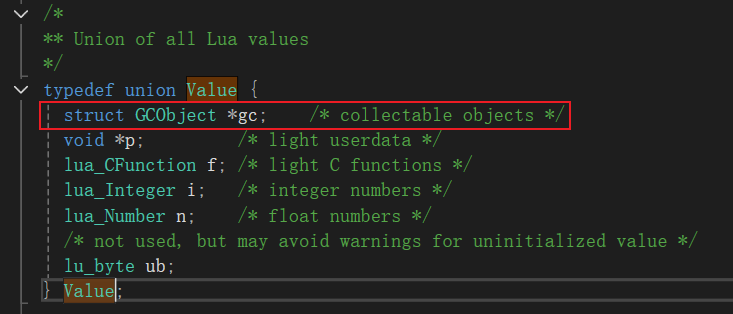 /*
** Union of all Lua values
*/
typedef union Value {
struct GCObject *gc;    /* collectable objects */
void *p;         /* light userdata */
lua_CFunction f; /* light C functions */
lua_Integer i;   /* integer numbers */
lua_Number n;    /* float numbers */
/* not used, but may avoid warnings for uninitialized value */
lu_byte ub;
} Value;